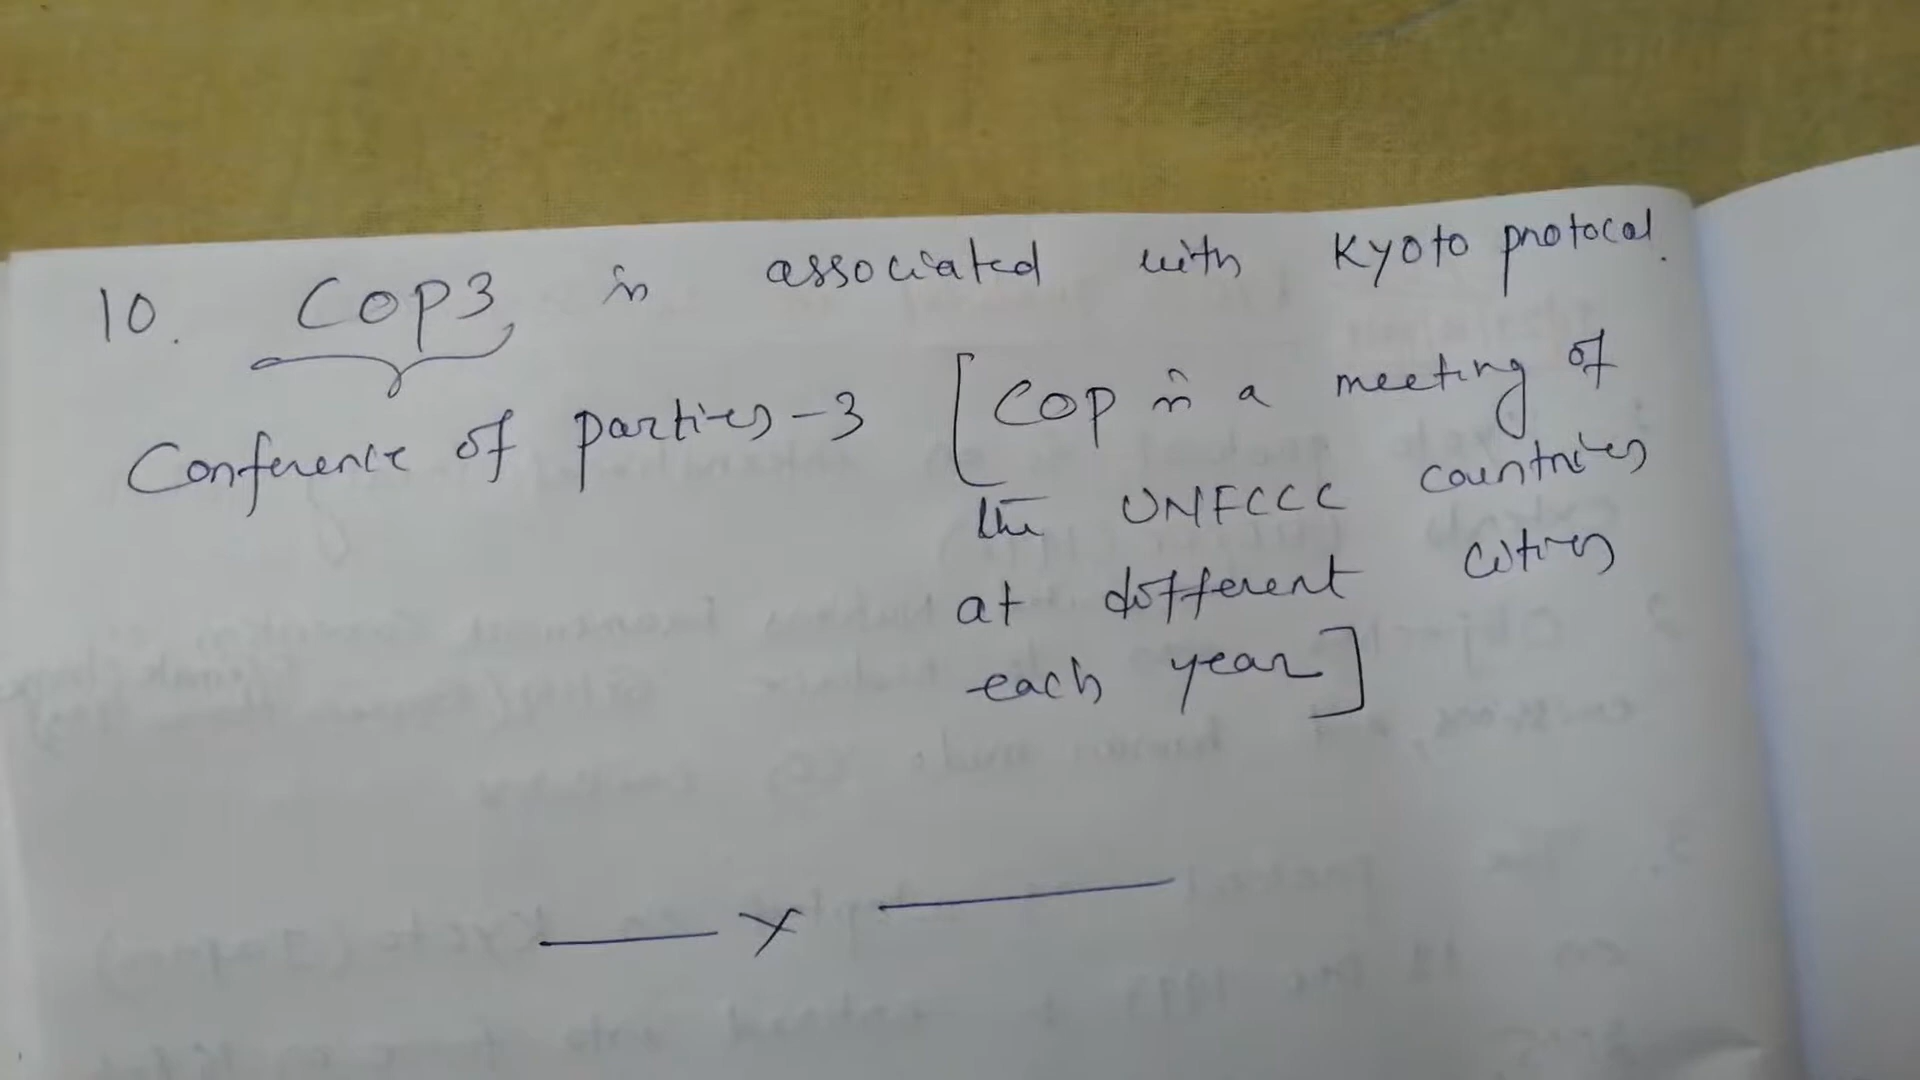 10. COP3 is associated with Kyoto protocal.
Conference of parties-3 [COP is a meeting of
the UNFCCC countries
at different cities
each year]
x